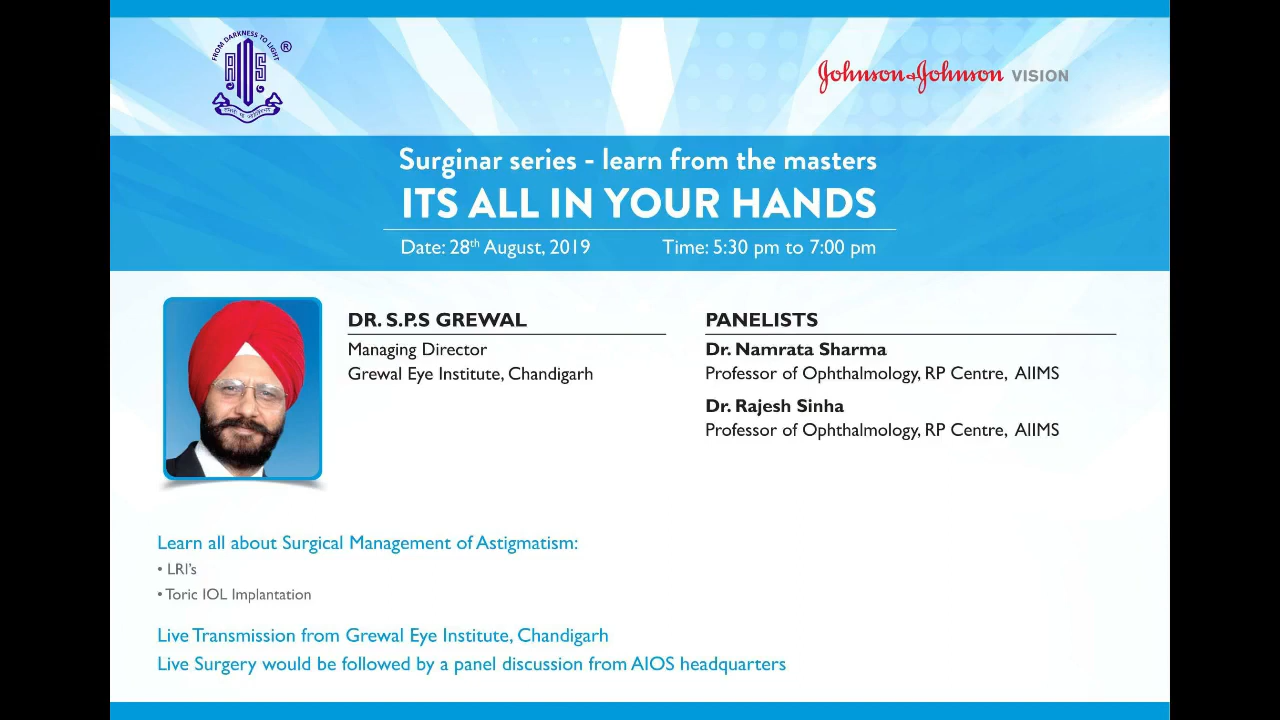 FROM DARKNESS TO LIGHT
®
AIOS
Johnson+Johnson VISION
Surginar series - learn from the masters
ITS ALL IN YOUR HANDS
Date: 28th August, 2019 Time: 5:30 pm to 7:00 pm
DR. S.P.S GREWAL
Managing Director
Grewal Eye Institute, Chandigarh
PANELISTS
Dr. Namrata Sharma
Professor of Ophthalmology, RP Centre, AIIMS
Dr. Rajesh Sinha
Professor of Ophthalmology, RP Centre, AIIMS
Learn all about Surgical Management of Astigmatism:
• LRI's
• Toric IOL Implantation
Live Transmission from Grewal Eye Institute, Chandigarh
Live Surgery would be followed by a panel discussion from AIOS headquarters